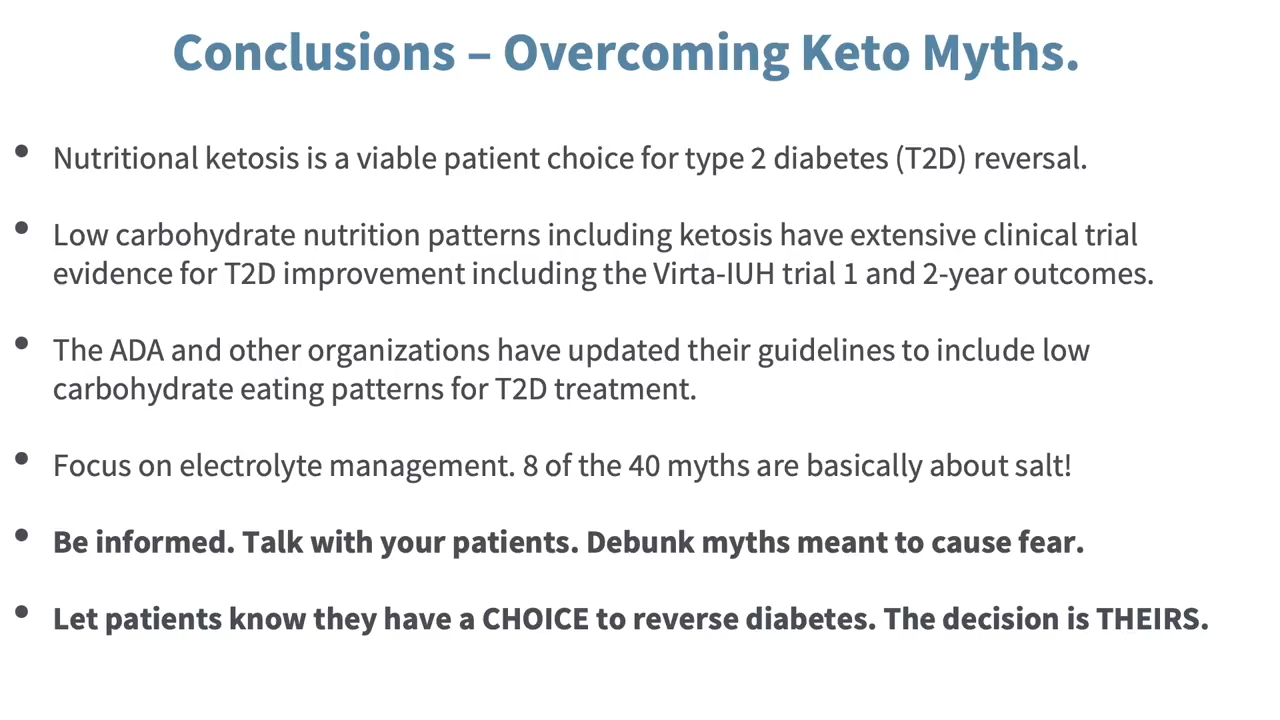 Conclusions – Overcoming Keto Myths.
• Nutritional ketosis is a viable patient choice for type 2 diabetes (T2D) reversal.
• Low carbohydrate nutrition patterns including ketosis have extensive clinical trial
evidence for T2D improvement including the Virta-IUH trial 1 and 2-year outcomes.
• The ADA and other organizations have updated their guidelines to include low
carbohydrate eating patterns for T2D treatment.
• Focus on electrolyte management. 8 of the 40 myths are basically about salt!
• Be informed. Talk with your patients. Debunk myths meant to cause fear.
• Let patients know they have a CHOICE to reverse diabetes. The decision is THEIRS.